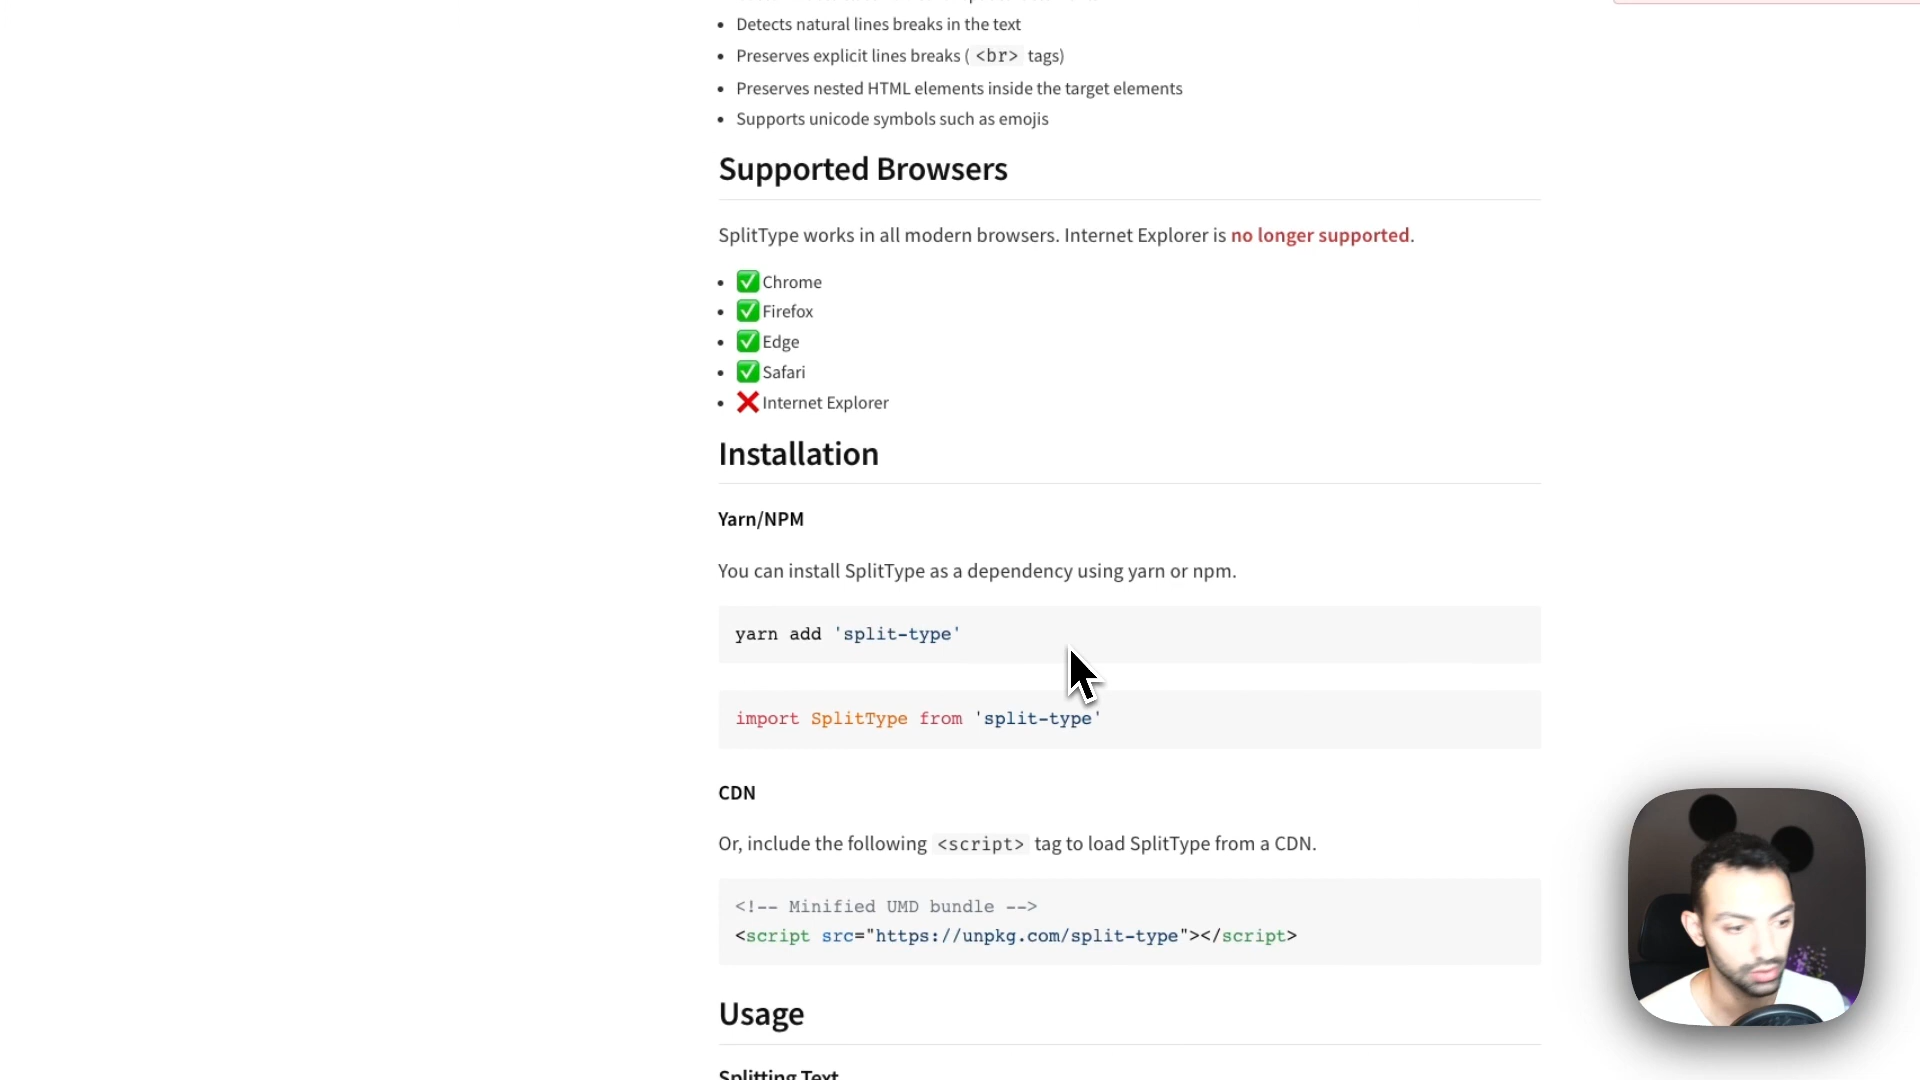 Detects natural lines breaks in the text
Preserves explicit lines breaks ( <br> tags)
Preserves nested HTML elements inside the target elements
Supports unicode symbols such as emojis
Supported Browsers
SplitType works in all modern browsers. Internet Explorer is no longer supported.
✅ Chrome
✅ Firefox
✅ Edge
✅ Safari
❌ Internet Explorer
Installation
Yarn/NPM
You can install SplitType as a dependency using yarn or npm.
yarn add 'split-type'
import SplitType from 'split-type'
CDN
Or, include the following <script> tag to load SplitType from a CDN.
<!-- Minified UMD bundle -->
<script src="https://unpkg.com/split-type"></script>
Usage
Splitting Text